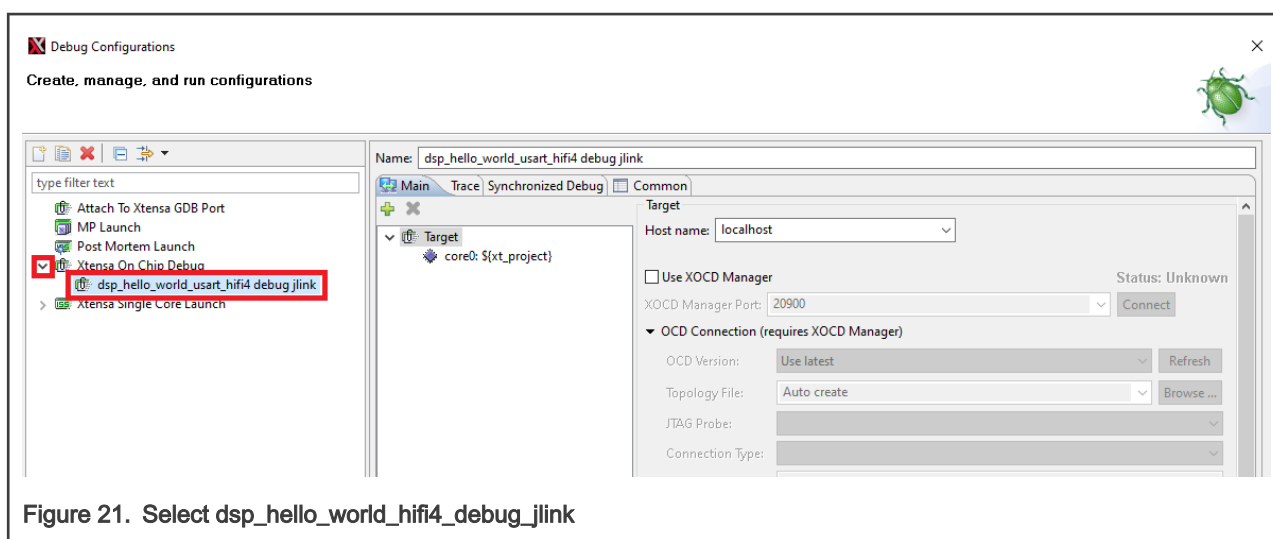 Debug Configurations
Create, manage, and run configurations
type filter text
Attach To Xtensa GDB Port
MP Launch
Post Mortem Launch
Xtensa On Chip Debug
dsp_hello_world_usart_hifi4 debug jlink
Xtensa Single Core Launch
Name: dsp_hello_world_usart_hifi4 debug jlink
Main Trace Synchronized Debug Common
Target
core0: ${xt_project}
Target
Host name: localhost
Use XOCD Manager Status: Unknown
XOCD Manager Port: 20900 Connect
OCD Connection (requires XOCD Manager)
OCD Version: Use latest Refresh
Topology File: Auto create Browse ...
JTAG Probe:
Connection Type:
Figure 21. Select dsp_hello_world_hifi4_debug_jlink